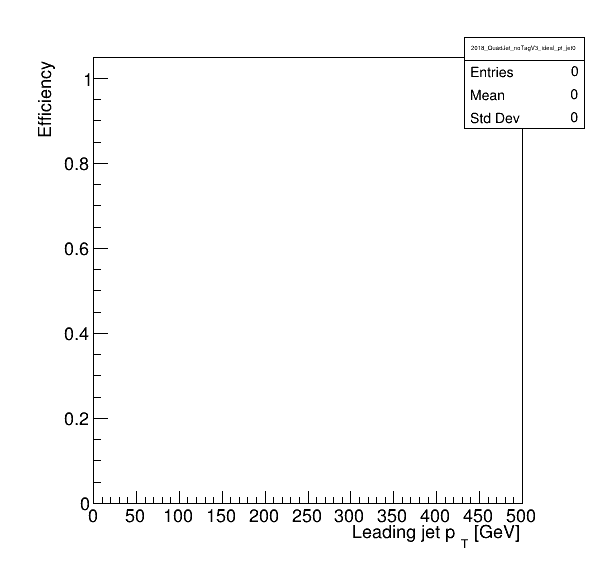 2018_QuadJet_noTagV3_ideal_pt_jet0
Entries 0
Mean 0
Std Dev 0
Efficiency
1
0.8
0.6
0.4
0.2
0
0 50 100 150 200 250 300 350 400 450 500
Leading jet p T [GeV]